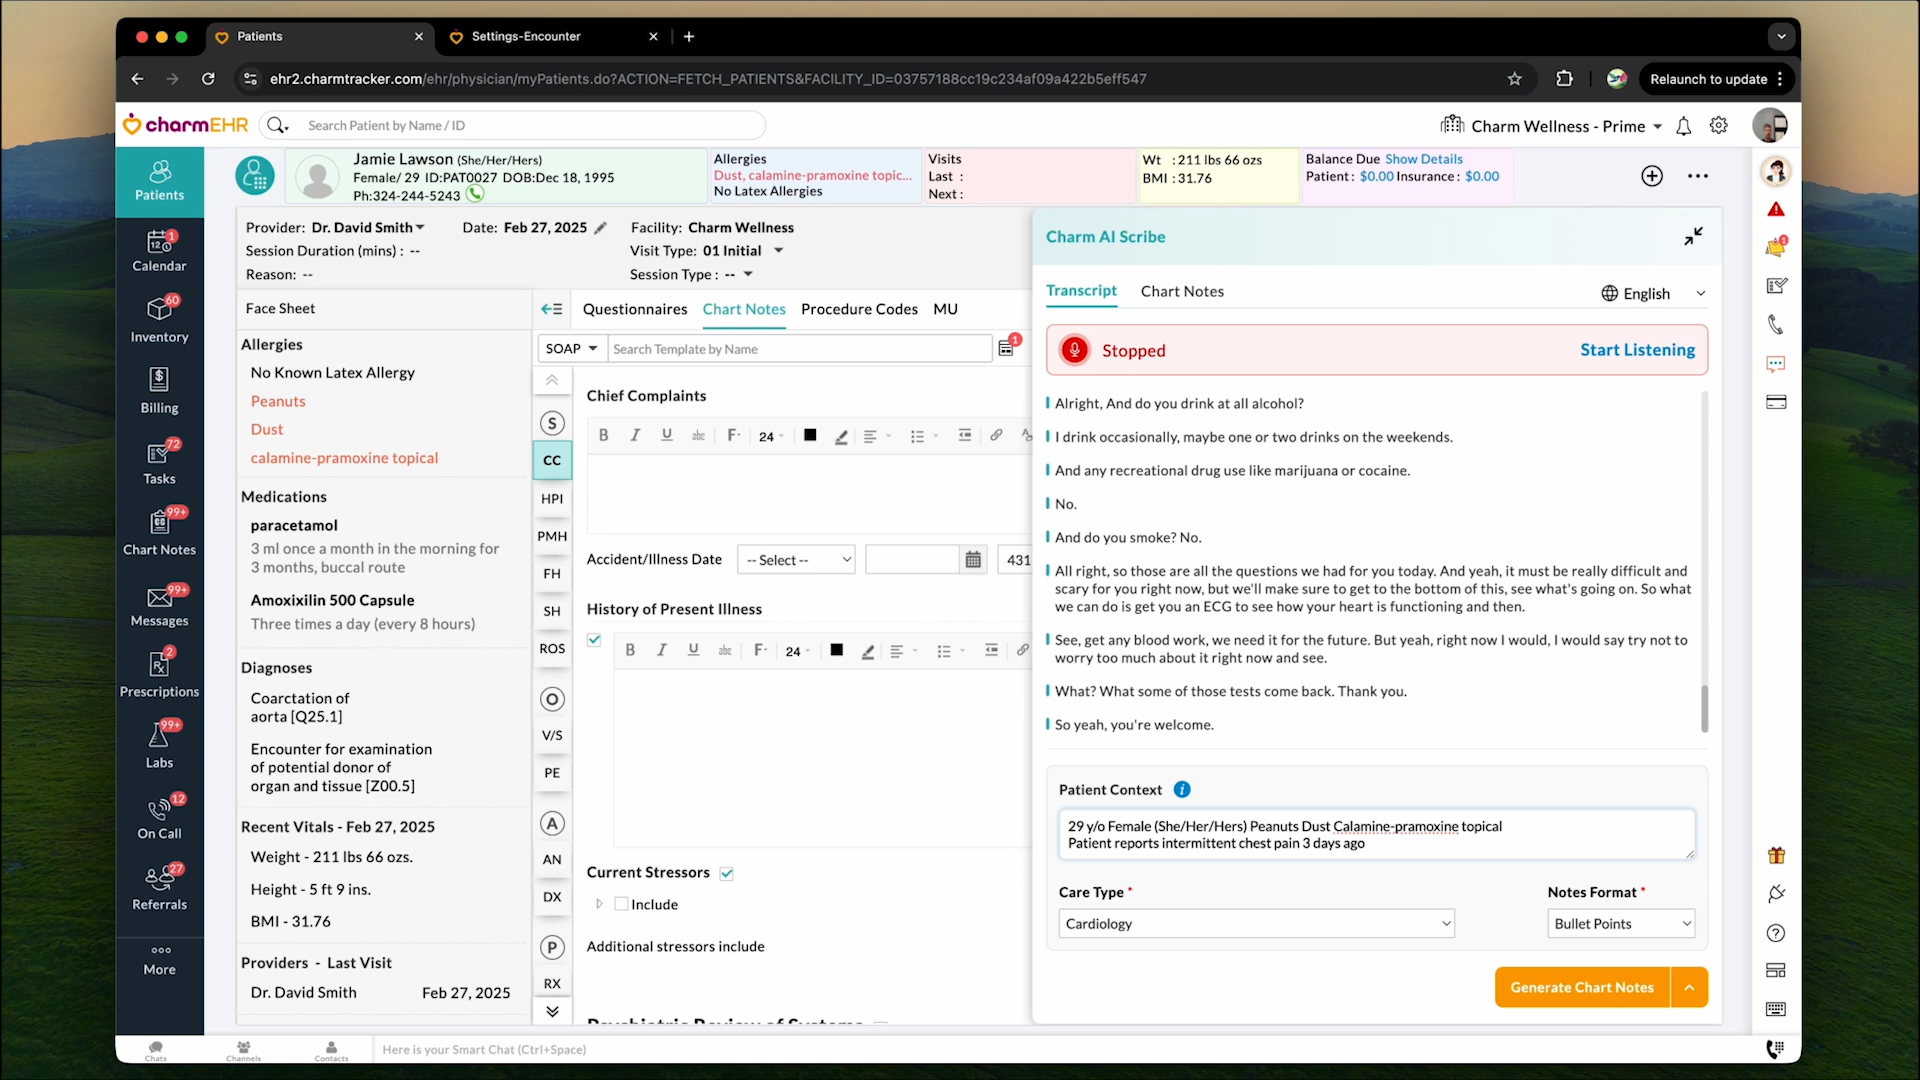 Patients
Settings-Encounter
ehr2.charmtracker.com/ehr/physician/myPatients.do?ACTION=FETCH_PATIENTS&FACILITY_ID=03757188cc19c234af09a422b5eff547
Relaunch to update
charmEHR
Search Patient by Name / ID
Charm Wellness - Prime
Patients
1
12
Calendar
60
Inventory
Billing
72
Tasks
99+
Chart Notes
99+
Messages
2
Prescriptions
99+
Labs
12
On Call
27
Referrals
More
Jamie Lawson (She/Her/Hers)
Female/ 29 ID:PAT0027 DOB:Dec 18, 1995
Ph:324-244-5243
Allergies
Dust, calamine-pramoxine topic...
No Latex Allergies
Visits
Last :
Next :
Wt : 211 lbs 66 ozs
BMI : 31.76
Balance Due Show Details
Patient : $0.00 Insurance : $0.00
Provider: Dr. David Smith
Date: Feb 27, 2025
Facility: Charm Wellness
Session Duration (mins) : --
Visit Type: 01 Initial
Reason: --
Session Type : --
Face Sheet
Allergies
No Known Latex Allergy
Peanuts
Dust
calamine-pramoxine topical
Medications
paracetamol
3 ml once a month in the morning for
3 months, buccal route
Amoxixilin 500 Capsule
Three times a day (every 8 hours)
Diagnoses
Coarctation of
aorta [Q25.1]
Encounter for examination
of potential donor of
organ and tissue [Z00.5]
Recent Vitals - Feb 27, 2025
Weight - 211 lbs 66 ozs.
Height - 5 ft 9 ins.
BMI - 31.76
Providers - Last Visit
Dr. David Smith Feb 27, 2025
Questionnaires Chart Notes Procedure Codes MU
SOAP
Search Template by Name
1
S
CC
HPI
PMH
FH
SH
ROS
O
V/S
PE
A
AN
DX
P
RX
Chief Complaints
B I U abc F 24
Accident/Illness Date
-- Select --
431
History of Present Illness
B I U abc F 24
Current Stressors
Include
Additional stressors include
Psychiatric Review of Systems
Charm AI Scribe
Transcript
Chart Notes
English
Stopped
Start Listening
Alright, And do you drink at all alcohol?
I drink occasionally, maybe one or two drinks on the weekends.
And any recreational drug use like marijuana or cocaine.
No.
And do you smoke? No.
All right, so those are all the questions we had for you today. And yeah, it must be really difficult and
scary for you right now, but we'll make sure to get to the bottom of this, see what's going on. So what
we can do is get you an ECG to see how your heart is functioning and then.
See, get any blood work, we need it for the future. But yeah, right now I would, I would say try not to
worry too much about it right now and see.
What? What some of those tests come back. Thank you.
So yeah, you're welcome.
Patient Context
29 y/o Female (She/Her/Hers) Peanuts Dust Calamine-pramoxine topical
Patient reports intermittent chest pain 3 days ago
Care Type *
Cardiology
Notes Format *
Bullet Points
Generate Chart Notes
1
Chats
Channels
Contacts
Here is your Smart Chat (Ctrl+Space)